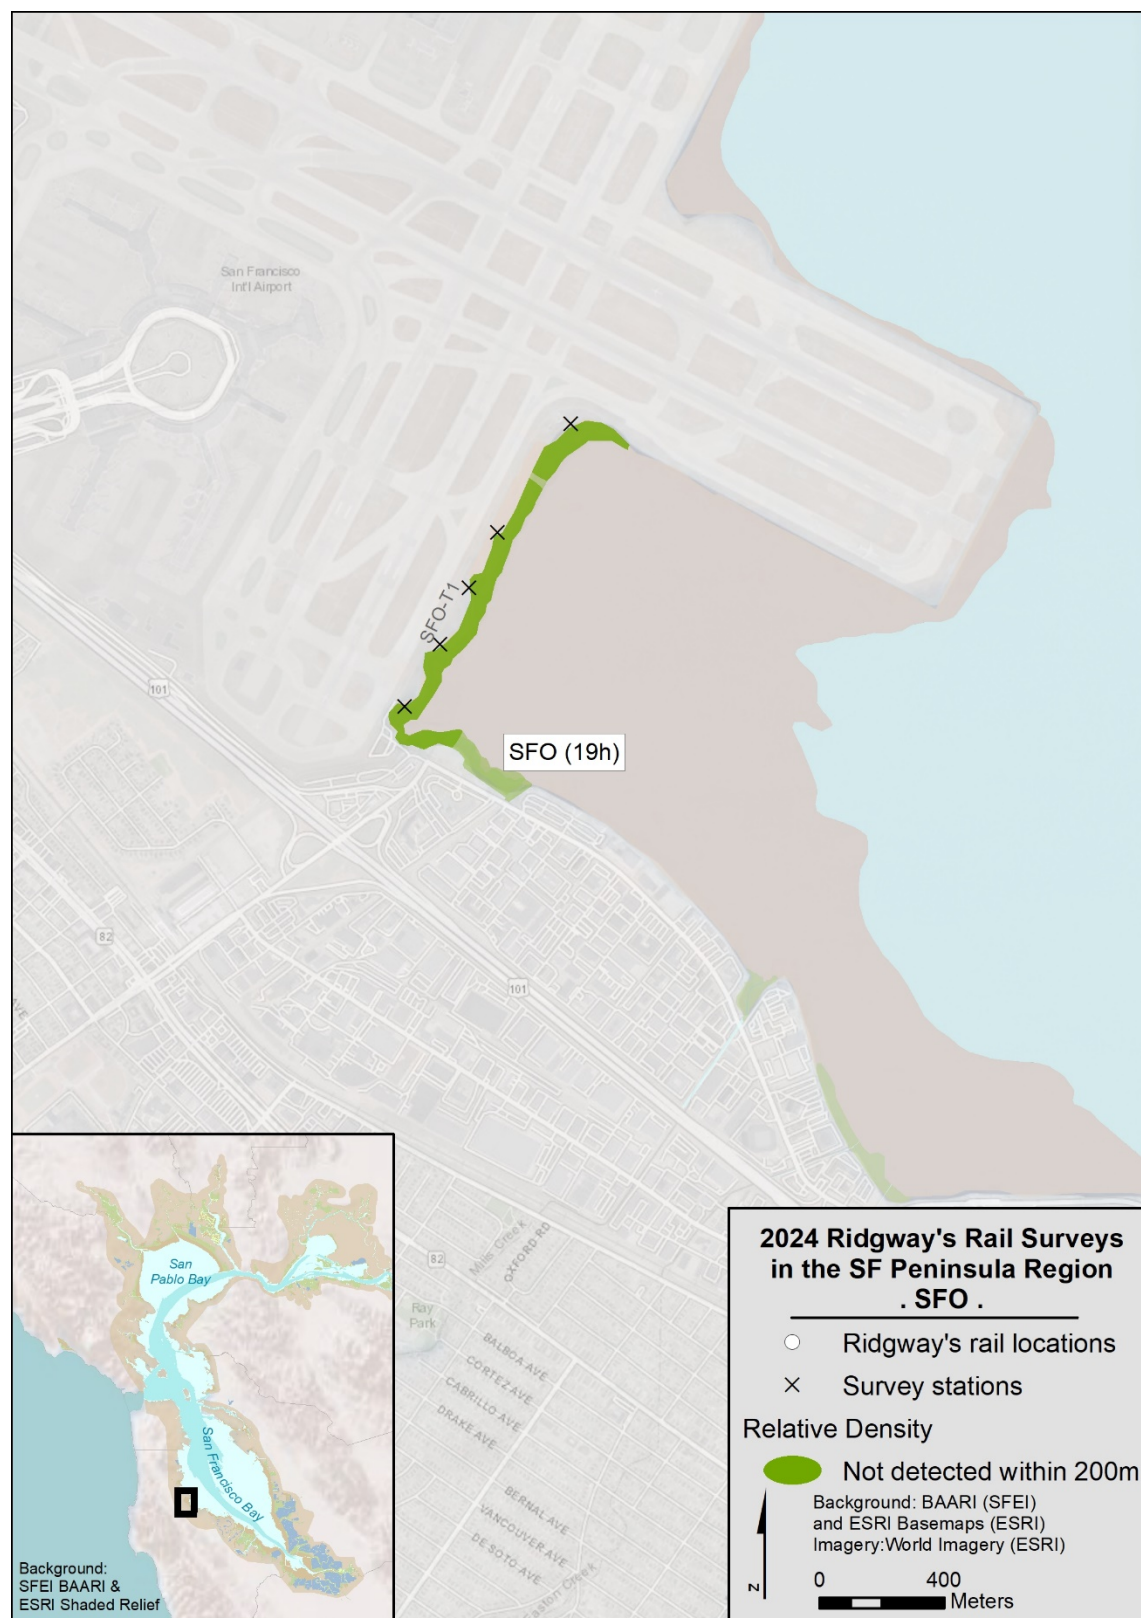 San Francisco
Int'l Airport
SFO-T1
101
SFO (19h)
82
101
AVE
Mills Creek
OXFORD RD
82
Ray
Park
BALBOA AVE
CORTEZ AVE
CABRILLO AVE
DRAKE AVE
BERNAL AVE
VANCOUVER AVE
DE SOTO AVE
Easton Creek
San
Pablo Bay
San Francisco Bay
Background:
SFEI BAARI &
ESRI Shaded Relief
2024 Ridgway's Rail Surveys
in the SF Peninsula Region
. SFO .
Ridgway's rail locations
Survey stations
Relative Density
Not detected within 200m
Background: BAARI (SFEI)
and ESRI Basemaps (ESRI)
Imagery:World Imagery (ESRI)
N
0 400
Meters